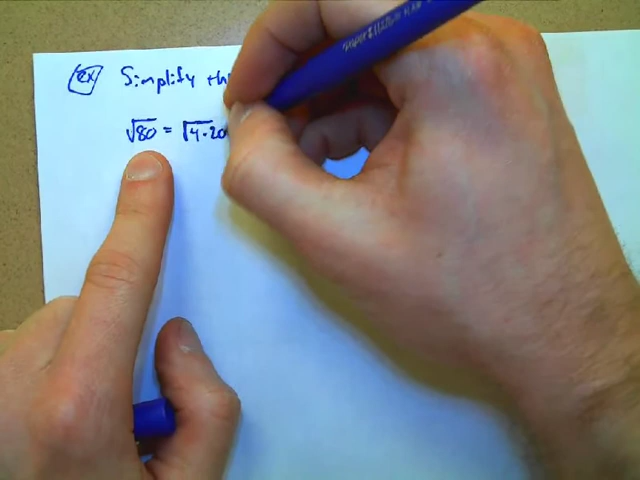 ex Simplify th
√80 = √4·20